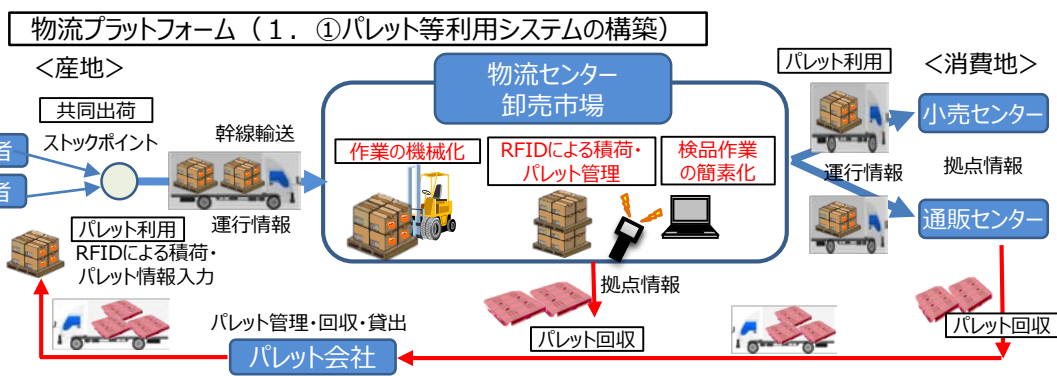 物流プラットフォーム（１．①パレット等利用システムの構築）
＜産地＞
共同出荷
ストックポイント
者
者
幹線輸送
運行情報
パレット利用
RFIDによる積荷・
パレット情報入力
物流センター
卸売市場
作業の機械化
RFIDによる積荷・
パレット管理
検品作業
の簡素化
拠点情報
パレット利用
運行情報
＜消費地＞
小売センター
拠点情報
通販センター
パレット回収
パレット回収
パレット管理・回収・貸出
パレット会社